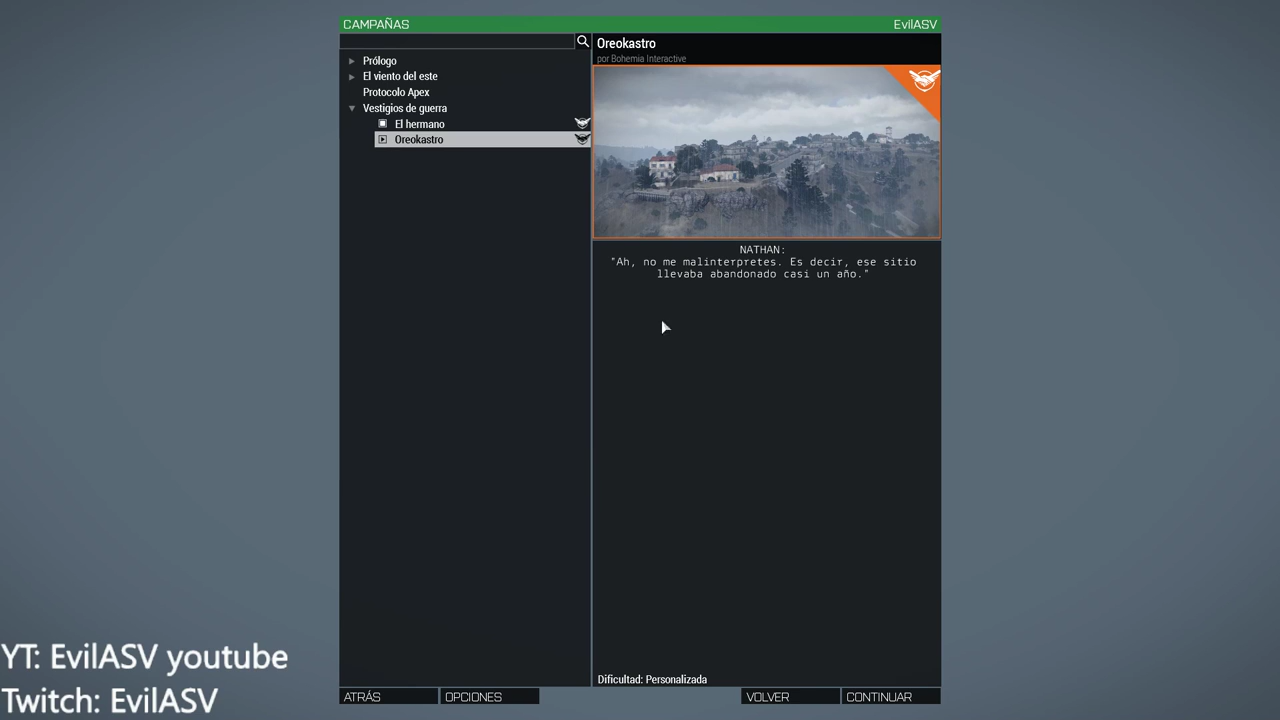 CAMPAÑAS
EvilASV
Oreokastro
por Bohemia Interactive
Prólogo
El viento del este
Protocolo Apex
Vestigios de guerra
El hermano
Oreokastro
NATHAN:
"Ah, no me malinterpretes. Es decir, ese sitio
llevaba abandonado casi un año."
Dificultad: Personalizada
ATRÁS
OPCIONES
VOLVER
CONTINUAR
YT: EvilASV youtube
Twitch: EvilASV